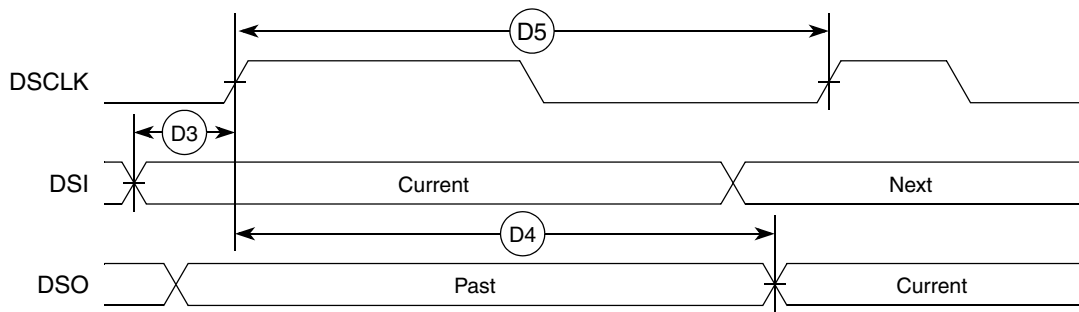 D5
DSCLK
D3
DSI Current Next
D4
DSO Past Current